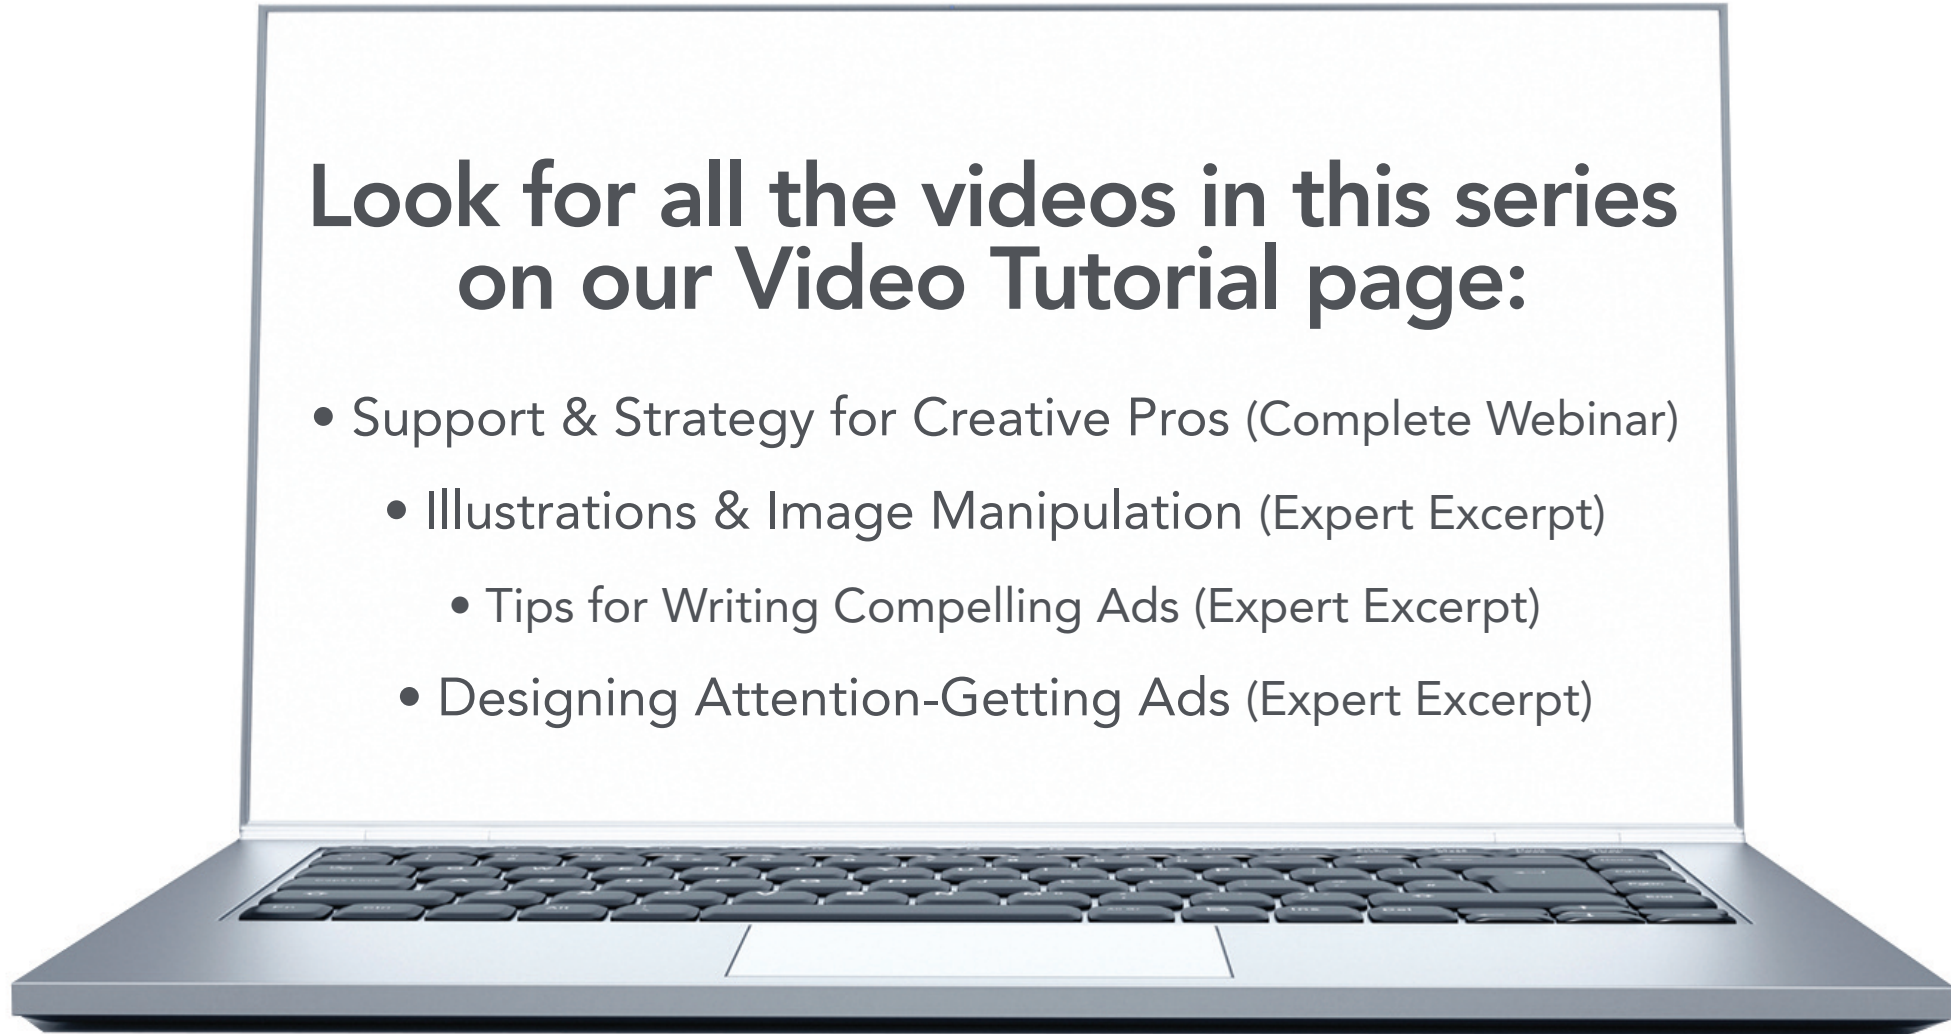 Look for all the videos in this series
on our Video Tutorial page:
• Support & Strategy for Creative Pros (Complete Webinar)
• Illustrations & Image Manipulation (Expert Excerpt)
• Tips for Writing Compelling Ads (Expert Excerpt)
• Designing Attention-Getting Ads (Expert Excerpt)